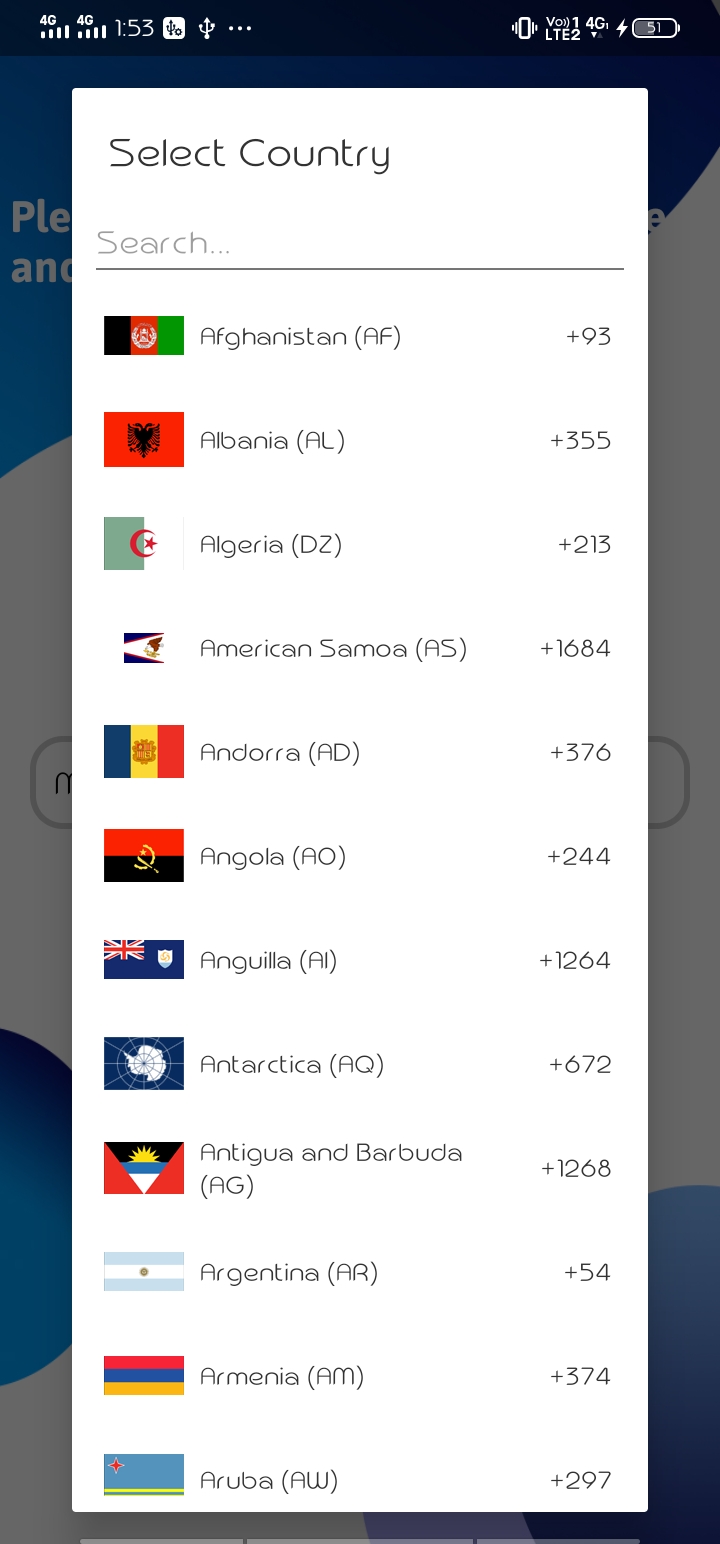 4G 4G 1:53 ... Vo))1 LTE2 4G 51
Select Country
Ple
e
and
Search...
Afghanistan (AF) +93
Albania (AL) +355
Algeria (DZ) +213
American Samoa (AS) +1684
Andorra (AD) +376
Angola (AO) +244
Anguilla (AI) +1264
Antarctica (AQ) +672
Antigua and Barbuda
(AG) +1268
Argentina (AR) +54
Armenia (AM) +374
Aruba (AW) +297